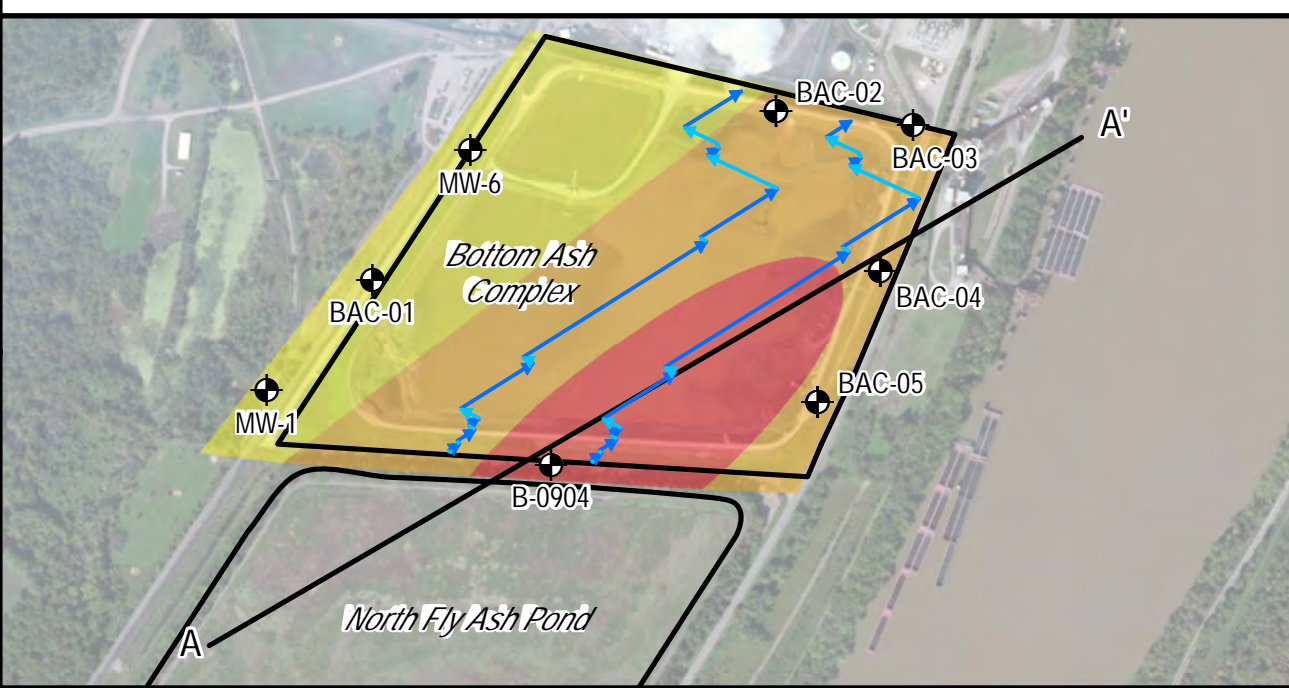 BAC-02
A'
BAC-03
MW-6
Bottom Ash
Complex
BAC-04
BAC-01
BAC-05
MW-1
B-0904
North Fly Ash Pond
A